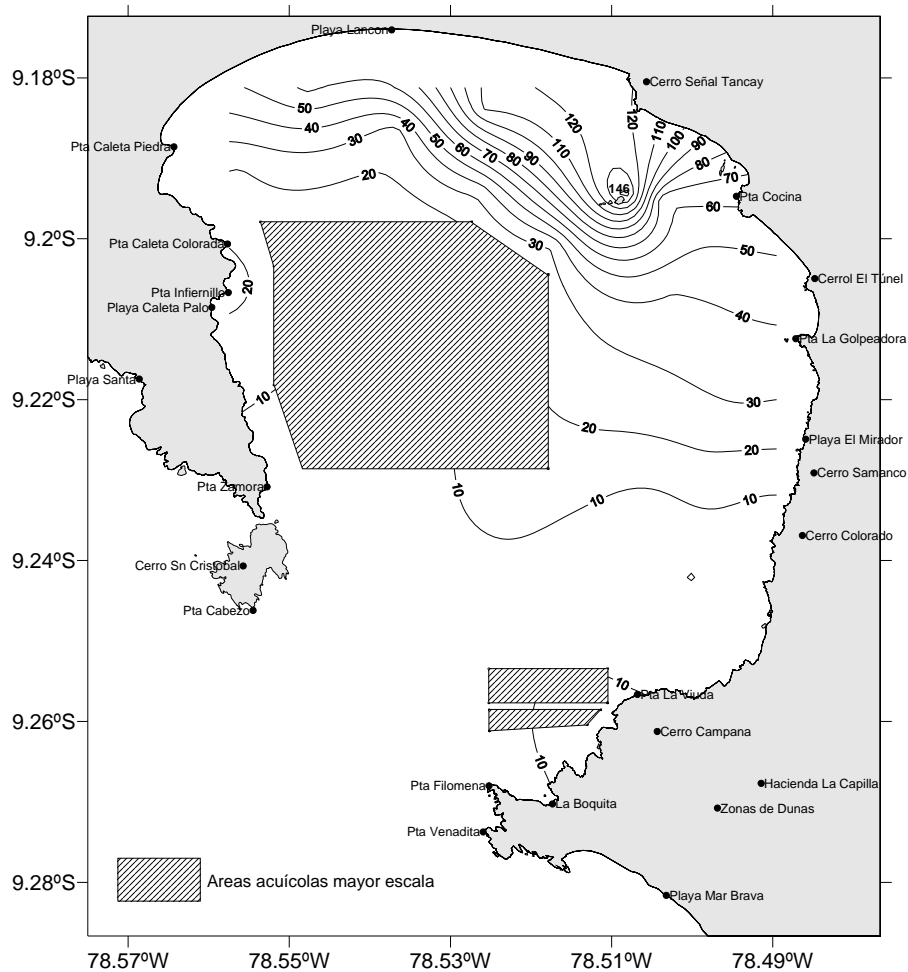 Playa Lancon
9.18ºS
Cerro Señal Tancay
50
120
120
110
100
90
80
70
60
40
110
90
80
70
60
50
40
30
20
146
Pta Caleta Piedra
Pta Cocina
9.2ºS
Pta Caleta Colorada
30
50
20
Cerrol El Túnel
Pta Infiernillo
Playa Caleta Palo
40
Pta La Golpeadora
9.22ºS
Playa Santa
10
30
20
20
Playa El Mirador
Pta Zamora
10
10
10
Cerro Samanco
Cerro Colorado
9.24ºS
Cerro Sn Cristobal
Pta Cabezo
10
Pta La Viuda
9.26ºS
Cerro Campana
10
Pta Filomena
Hacienda La Capilla
La Boquita
Zonas de Dunas
Pta Venadita
9.28ºS
Areas acuícolas mayor escala
Playa Mar Brava
78.57ºW
78.55ºW
78.53ºW
78.51ºW
78.49ºW